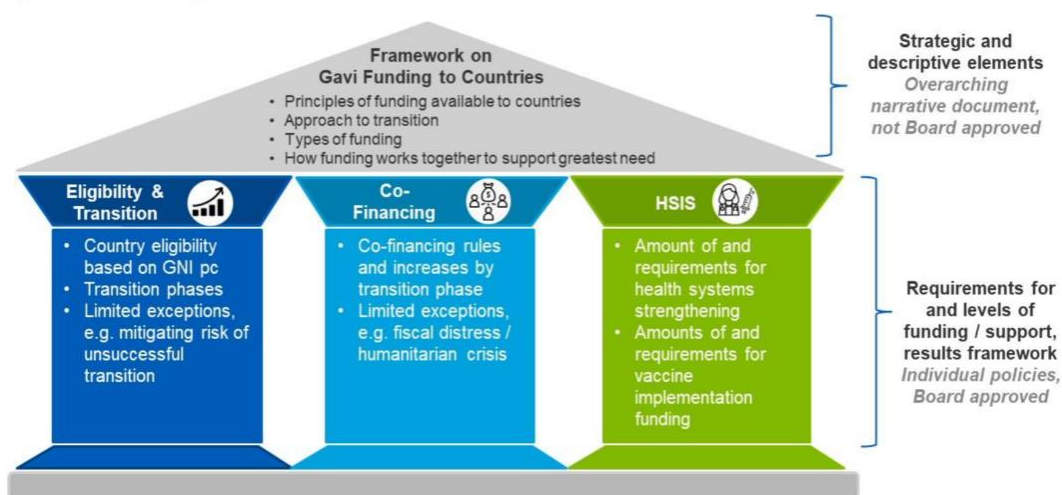 Framework on
Gavi Funding to Countries
• Principles of funding available to countries
• Approach to transition
• Types of funding
• How funding works together to support greatest need
Strategic and
descriptive elements
Overarching
narrative document,
not Board approved
Eligibility &
Transition
• Country eligibility
based on GNI pc
• Transition phases
• Limited exceptions,
e.g. mitigating risk of
unsuccessful
transition
Co-
Financing
• Co-financing rules
and increases by
transition phase
• Limited exceptions,
e.g. fiscal distress /
humanitarian crisis
HSIS
• Amount of and
requirements for
health systems
strengthening
• Amounts of and
requirements for
vaccine
implementation
funding
Requirements for
and levels of
funding / support,
results framework
Individual policies,
Board approved